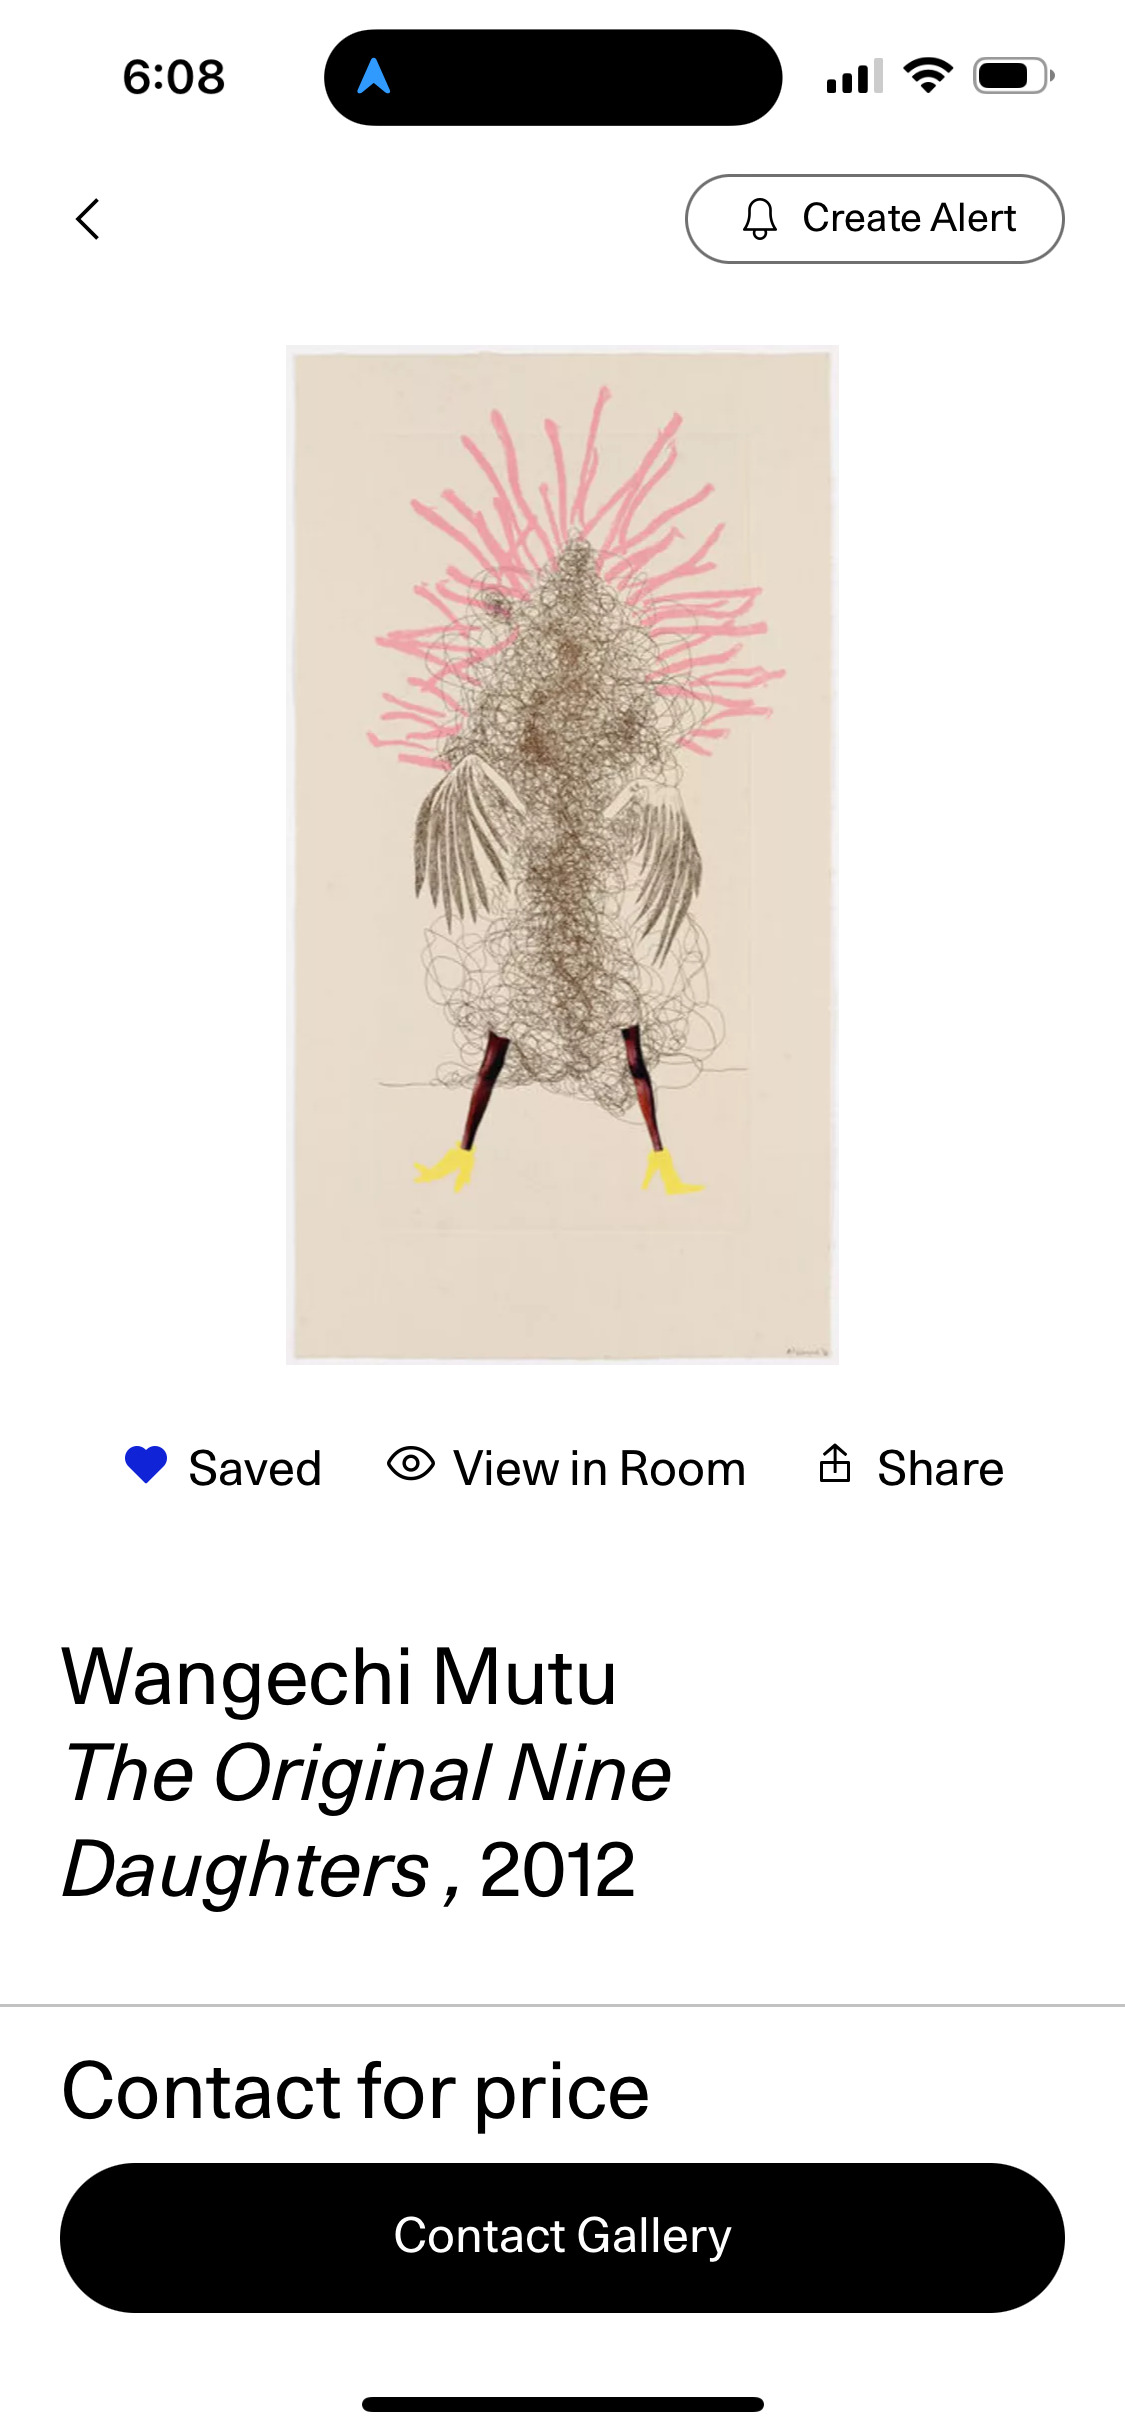 6:08
Create Alert
Saved View in Room Share
Wangechi Mutu
The Original Nine
Daughters , 2012
Contact for price
Contact Gallery